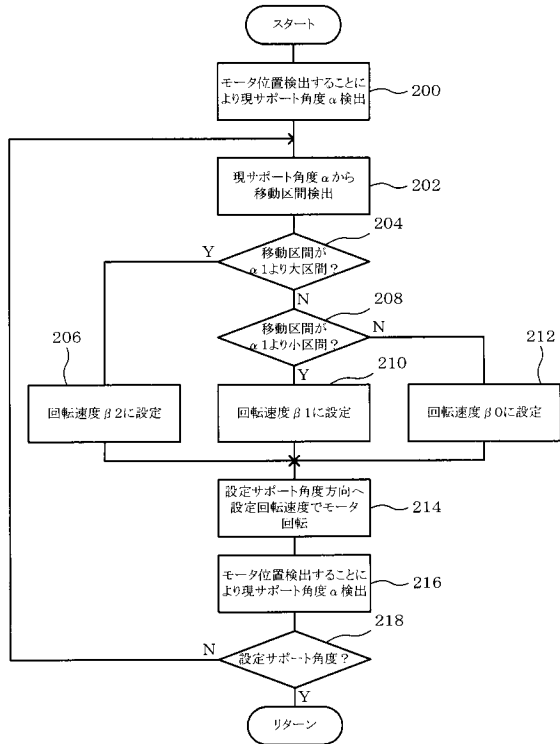 スタート
モータ位置検出することに
より現サポート角度α検出
200
現サポート角度αから
移動区間検出
202
204
移動区間が
α1より大区間?
Y
N
208
移動区間が
α1より小区間?
N
Y
206
210
212
回転速度β2に設定
回転速度β1に設定
回転速度β0に設定
設定サポート角度方向へ
設定回転速度でモータ
回転
214
モータ位置検出することに
より現サポート角度α検出
216
218
N
設定サポート角度?
Y
リターン